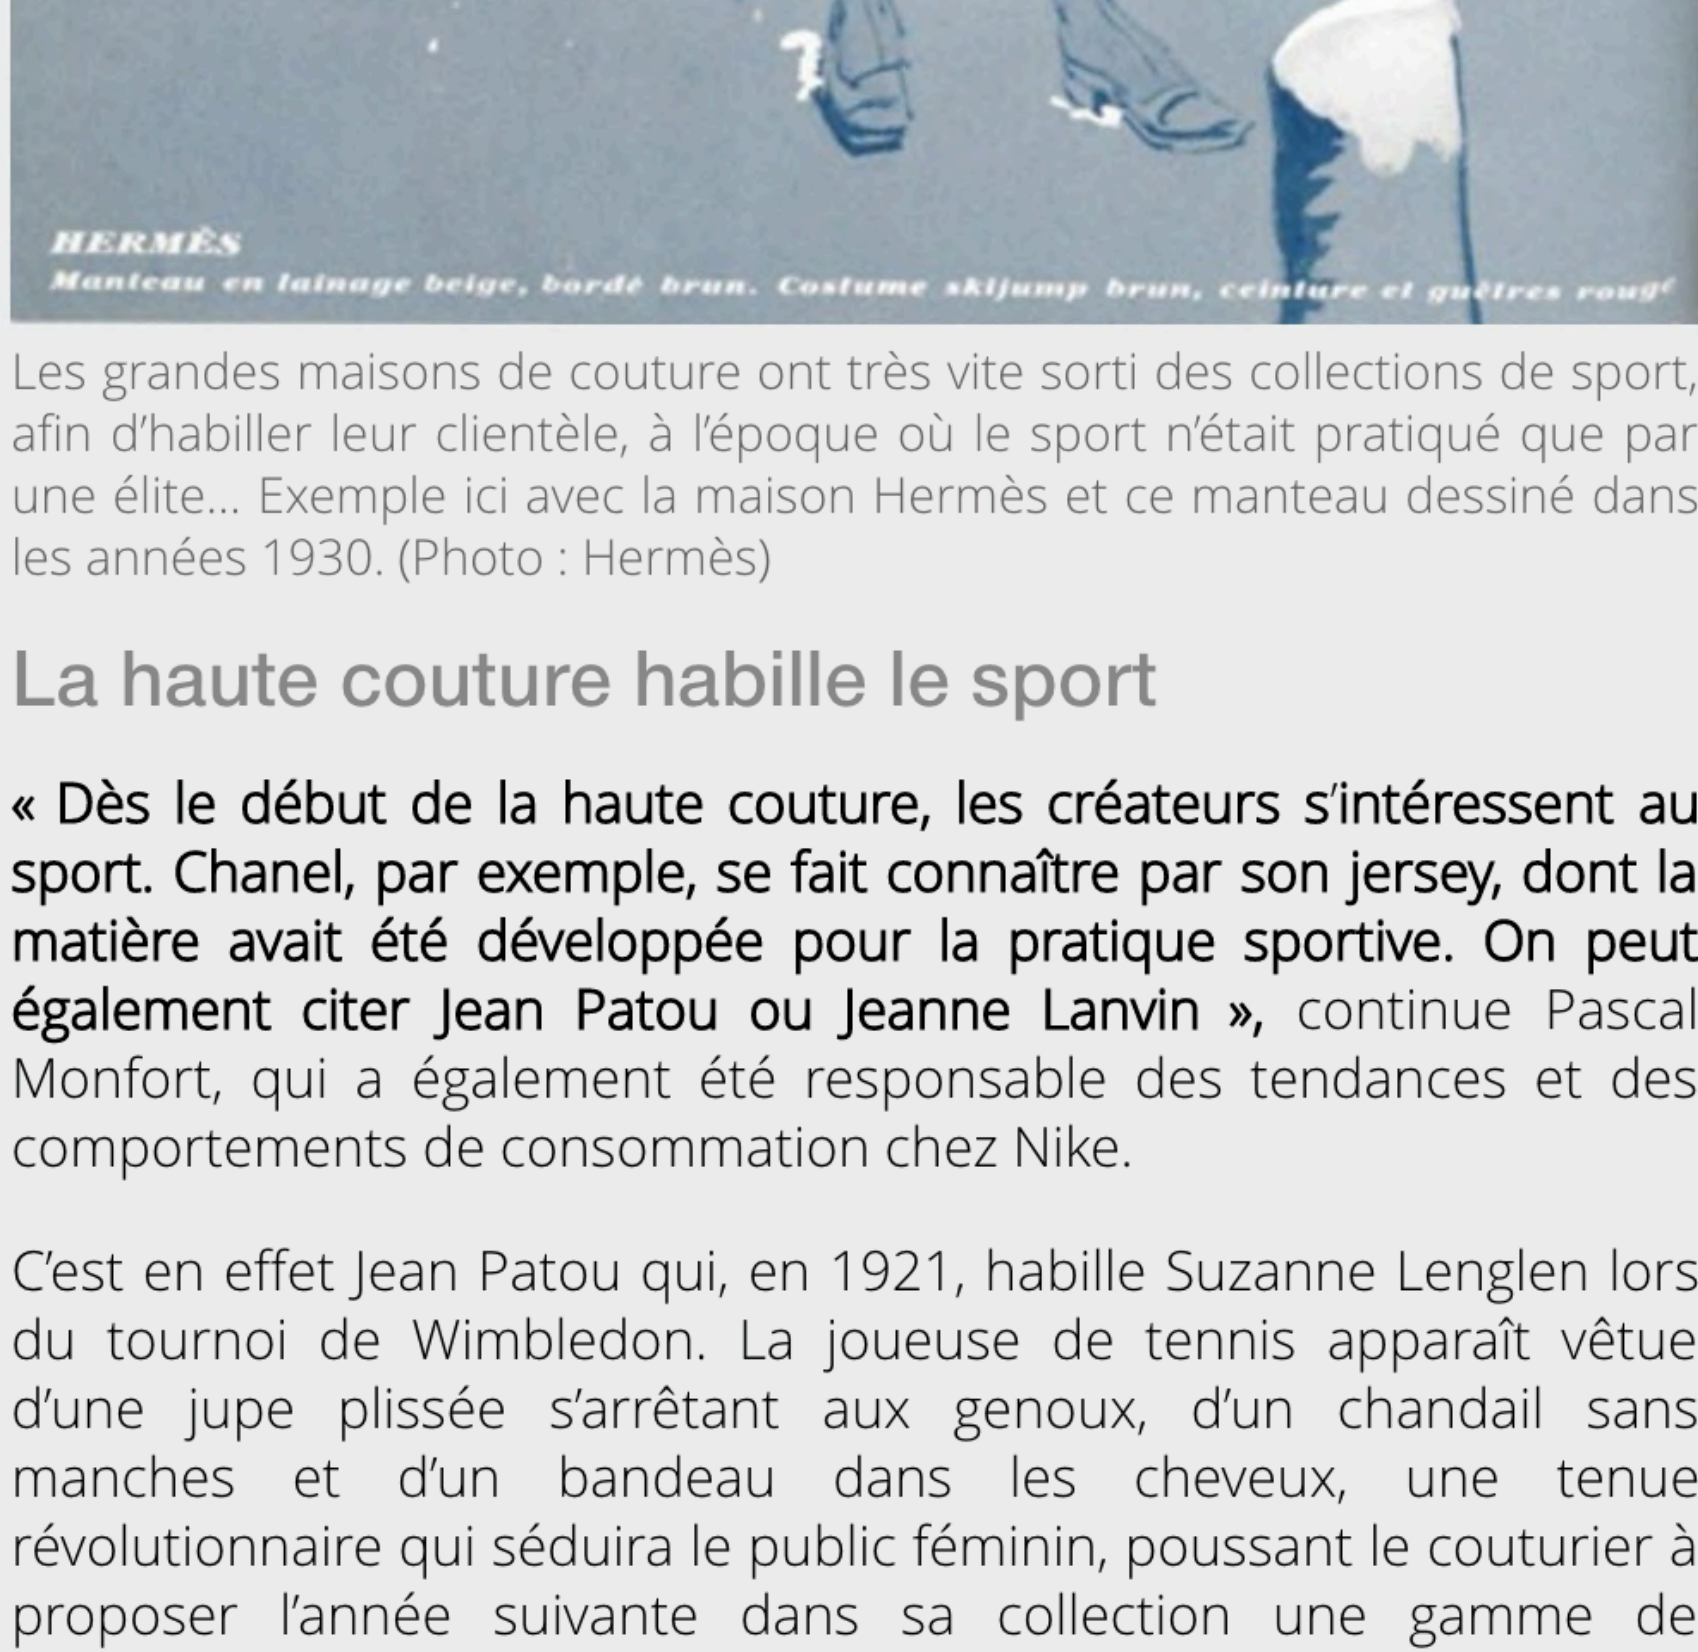 HERMÈS
Manteau en lainage beige, bordé brun. Costume skijump brun, ceinture et guêtres rouge
Les grandes maisons de couture ont très vite sorti des collections de sport,
afin d’habiller leur clientèle, à l’époque où le sport n’était pratiqué que par
une élite… Exemple ici avec la maison Hermès et ce manteau dessiné dans
les années 1930. (Photo : Hermès)
La haute couture habille le sport
« Dès le début de la haute couture, les créateurs s’intéressent au
sport. Chanel, par exemple, se fait connaître par son jersey, dont la
matière avait été développée pour la pratique sportive. On peut
également citer Jean Patou ou Jeanne Lanvin », continue Pascal
Monfort, qui a également été responsable des tendances et des
comportements de consommation chez Nike.
C’est en effet Jean Patou qui, en 1921, habille Suzanne Lenglen lors
du tournoi de Wimbledon. La joueuse de tennis apparaît vêtue
d’une jupe plissée s’arrêtant aux genoux, d’un chandail sans
manches et d’un bandeau dans les cheveux, une tenue
révolutionnaire qui séduira le public féminin, poussant le couturier à
proposer l’année suivante dans sa collection une gamme de